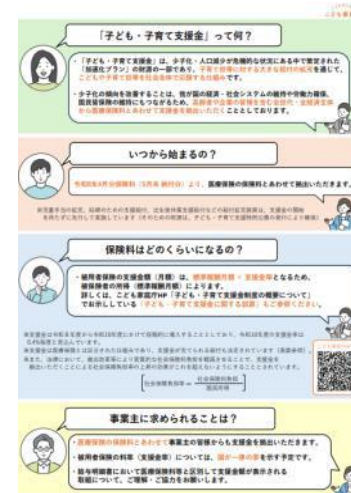 「子ども・子育て支援金」って何？
・「子ども・子育て支援金」は、少子化・人口減少が危機的な状況にある中で策定された
「加速化プラン」の財源の一部であり、子育て世帯に対する大きな給付の拡充を通じて、
こどもや子育て世帯を社会全体で応援する仕組みです。
・少子化の傾向を改善することは、我が国の経済・社会システムの維持や労働力確保、
国民皆保険の維持にもつながるため、高齢者や企業の皆様を含む全世代・全経済主体
から医療保険料とあわせて支援金を拠出いただくこととしております。
いつから始まるの？
令和8年4月分保険料（5月末納付分）より、医療保険の保険料とあわせて拠出いただきます。
保険料はどのくらいになるの？
・被用者保険の支援金額（月額）は、標準報酬月額 × 支援金率となるため、
被保険者の所得（標準報酬月額）によります。
詳しくは、こども家庭庁HP「子ども・子育て支援金制度の概要について」
でお示ししている「子ども・子育て支援金に関する試算」もご参照ください。
社会保険負担率 =
社会保険料負担
国民所得
事業主に求められることは？
・医療保険の保険料とあわせて事業主の皆様からも支援金を拠出いただきます。
・被用者保険の料率（支援金率）については、国が一律の率を示す予定です。
・給与明細書において医療保険料等と区別して支援金額が表示される
取組について、ご理解・ご協力をお願いします。